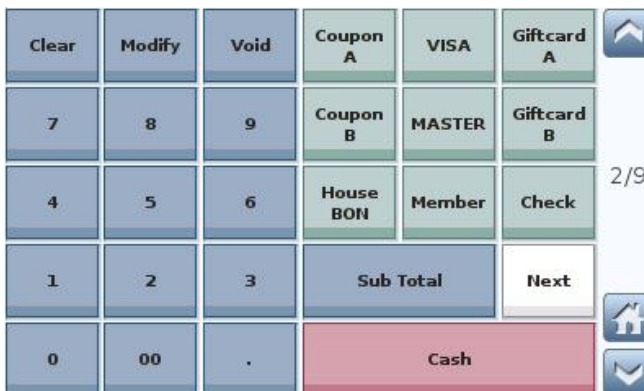 Clear Modify Void Coupon A VISA Giftcard A
7 8 9 Coupon B MASTER Giftcard B
2/9
4 5 6 House BON Member Check
1 2 3 Sub Total Next
0 00 . Cash